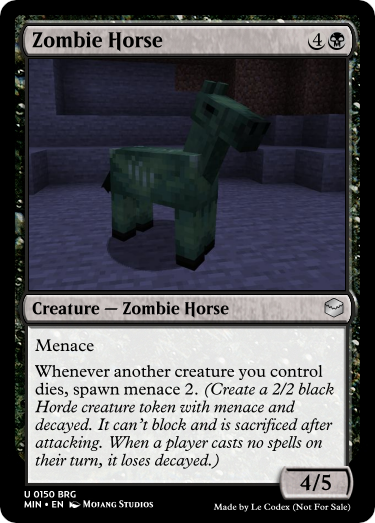 Zombie Horse 4
Creature — Zombie Horse
Menace
Whenever another creature you control
dies, spawn menace 2. (Create a 2/2 black
Horde creature token with menace and
decayed. It can't block and is sacrificed after
attacking. When a player casts no spells on
their turn, it loses decayed.)
4/5
U 0150 BRG
MIN • EN Mojang Studios
Made by Le Codex (Not For Sale)